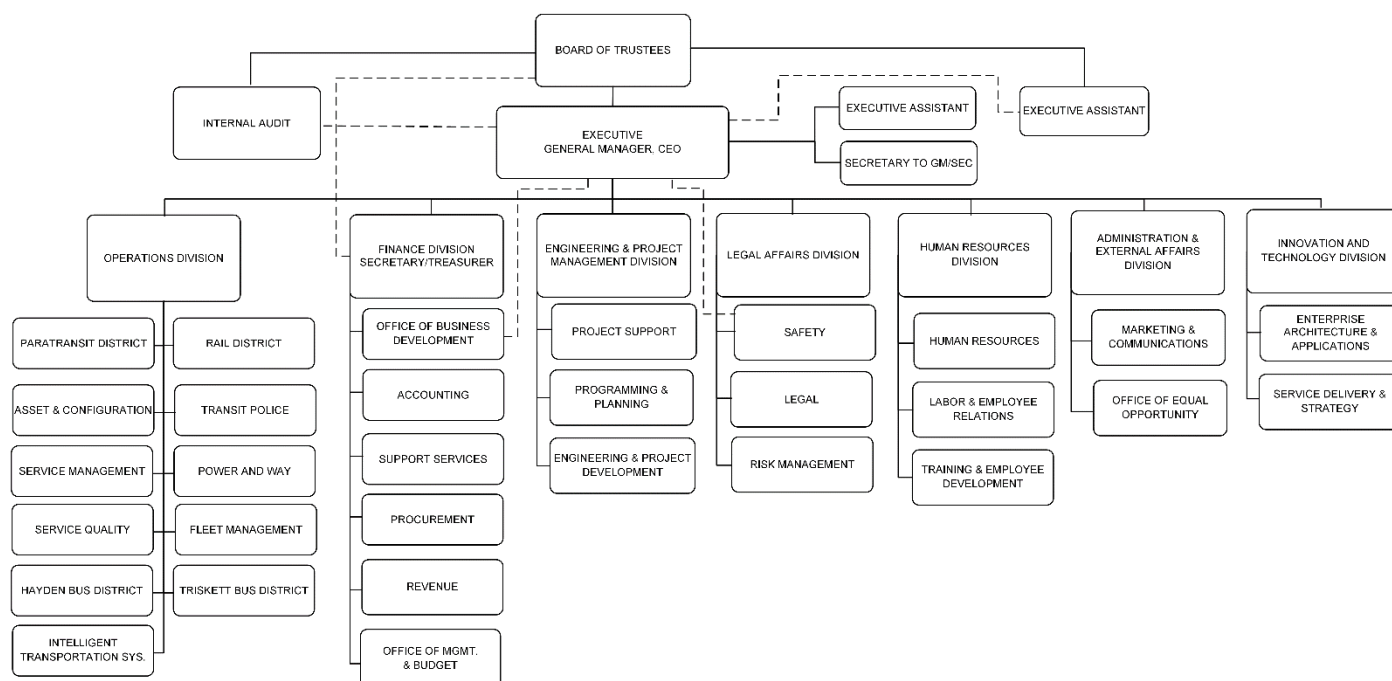 BOARD OF TRUSTEES
INTERNAL AUDIT
EXECUTIVE
GENERAL MANAGER, CEO
EXECUTIVE ASSISTANT
SECRETARY TO GM/SEC
EXECUTIVE ASSISTANT
OPERATIONS DIVISION
PARATRANSIT DISTRICT
RAIL DISTRICT
ASSET & CONFIGURATION
TRANSIT POLICE
SERVICE MANAGEMENT
POWER AND WAY
SERVICE QUALITY
FLEET MANAGEMENT
HAYDEN BUS DISTRICT
TRISKETT BUS DISTRICT
INTELLIGENT
TRANSPORTATION SYS.
FINANCE DIVISION
SECRETARY/TREASURER
OFFICE OF BUSINESS
DEVELOPMENT
ACCOUNTING
SUPPORT SERVICES
PROCUREMENT
REVENUE
OFFICE OF MGMT.
& BUDGET
ENGINEERING & PROJECT
MANAGEMENT DIVISION
PROJECT SUPPORT
PROGRAMMING &
PLANNING
ENGINEERING & PROJECT
DEVELOPMENT
LEGAL AFFAIRS DIVISION
SAFETY
LEGAL
RISK MANAGEMENT
HUMAN RESOURCES
DIVISION
HUMAN RESOURCES
LABOR & EMPLOYEE
RELATIONS
TRAINING & EMPLOYEE
DEVELOPMENT
ADMINISTRATION &
EXTERNAL AFFAIRS
DIVISION
MARKETING &
COMMUNICATIONS
OFFICE OF EQUAL
OPPORTUNITY
INNOVATION AND
TECHNOLOGY DIVISION
ENTERPRISE
ARCHITECTURE &
APPLICATIONS
SERVICE DELIVERY &
STRATEGY